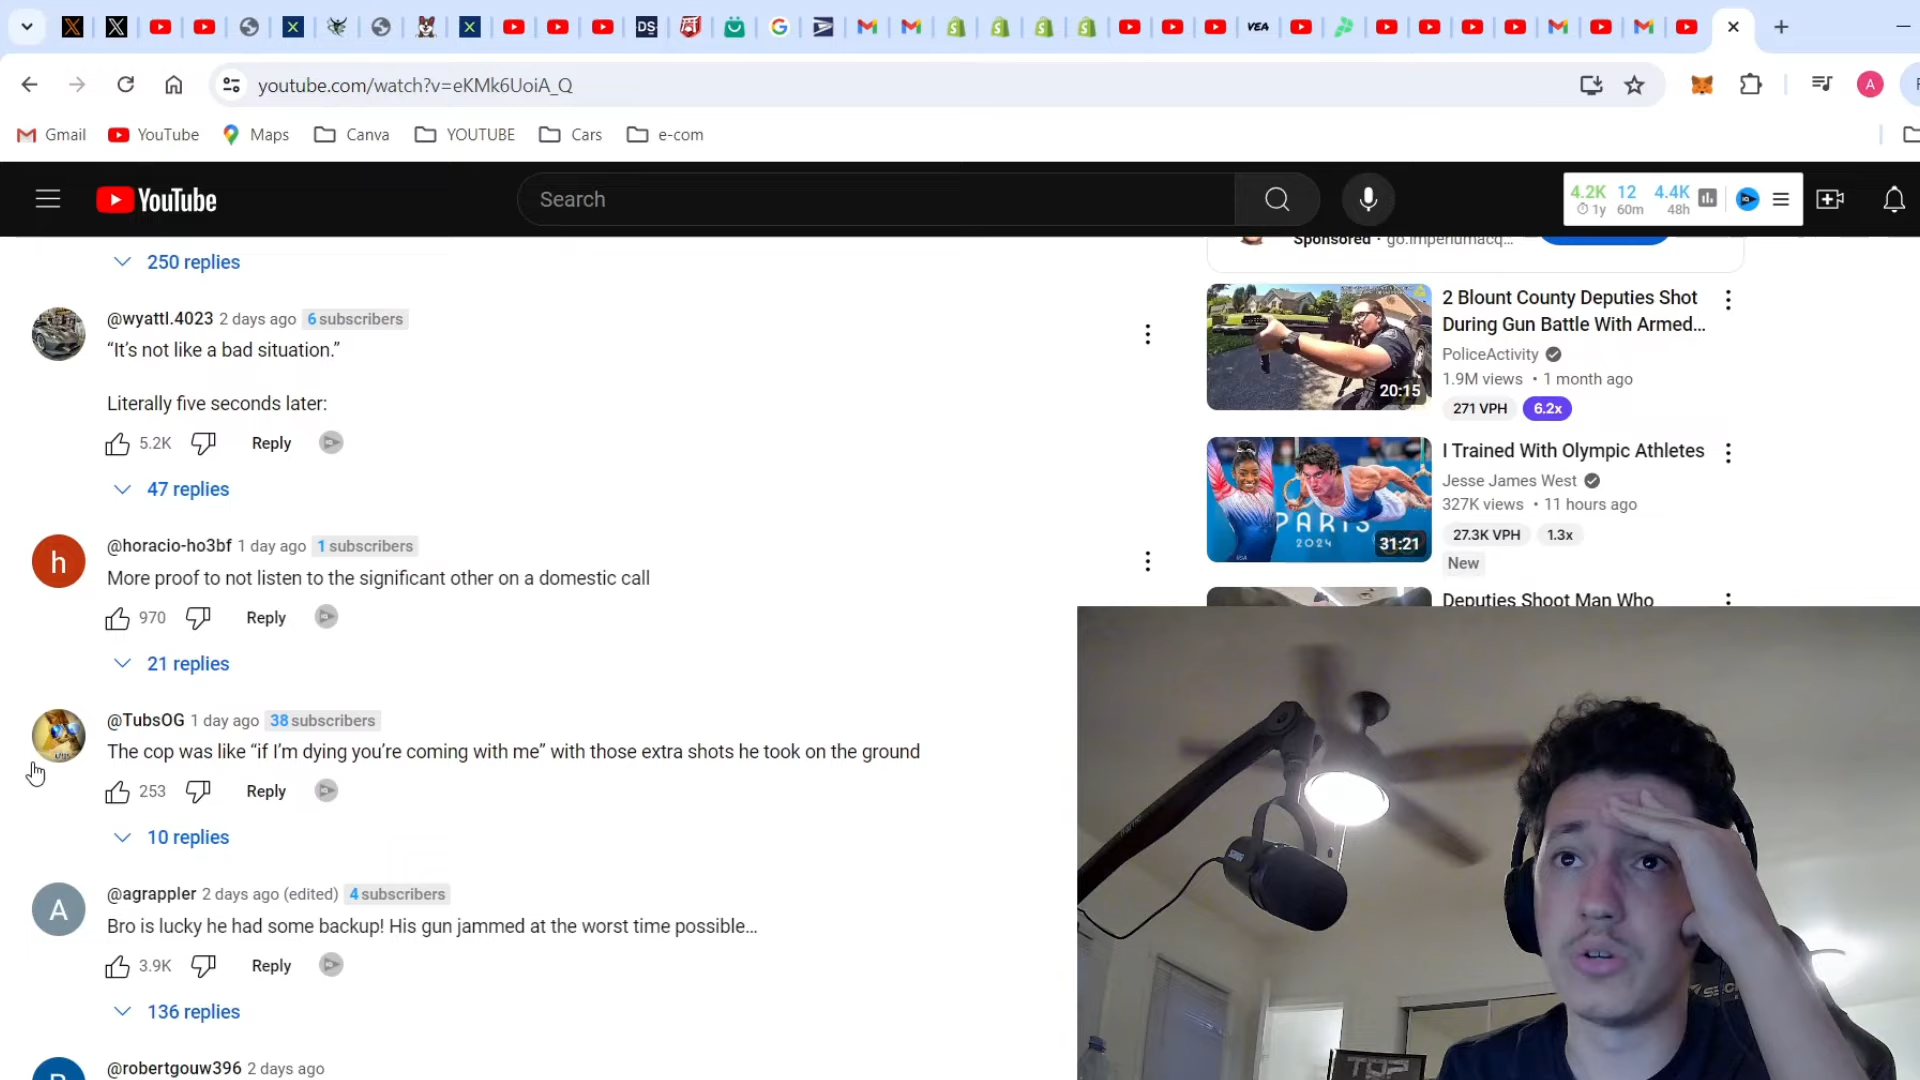 DS
VEA
youtube.com/watch?v=eKMk6UoiA_Q
A
Gmail
YouTube
Maps
Canva
YOUTUBE
Cars
e-com
YouTube
Search
4.2K 12 4.4K
1y 60m 48h
Sponsored · go.imperiumacq...
250 replies
@wyattl.4023 2 days ago 6 subscribers
“It’s not like a bad situation.”
Literally five seconds later:
5.2K Reply
47 replies
@horacio-ho3bf 1 day ago 1 subscribers
h
More proof to not listen to the significant other on a domestic call
970 Reply
21 replies
@TubsOG 1 day ago 38 subscribers
The cop was like “if I’m dying you’re coming with me” with those extra shots he took on the ground
253 Reply
10 replies
@agrappler 2 days ago (edited) 4 subscribers
A
Bro is lucky he had some backup! His gun jammed at the worst time possible...
3.9K Reply
136 replies
@robertgouw396 2 days ago
2 Blount County Deputies Shot
During Gun Battle With Armed...
PoliceActivity
1.9M views • 1 month ago
271 VPH 6.2x
20:15
I Trained With Olympic Athletes
Jesse James West
327K views • 11 hours ago
27.3K VPH 1.3x
New
PARIS
2024
31:21
Deputies Shoot Man Who